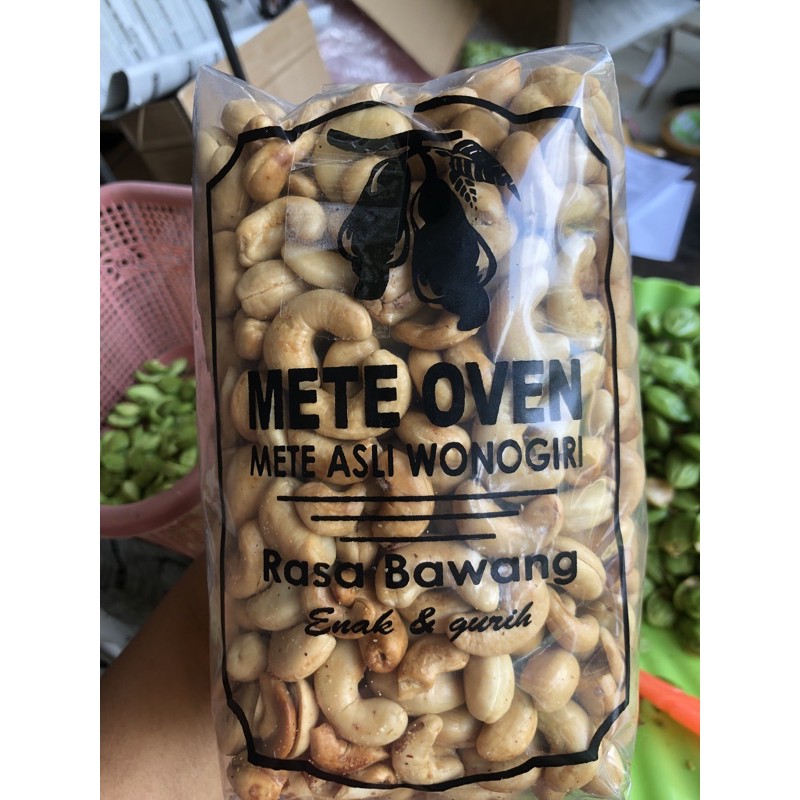 METE OVEN
METE ASLI WONOGIRI
Rasa Bawang
Enak & gurih